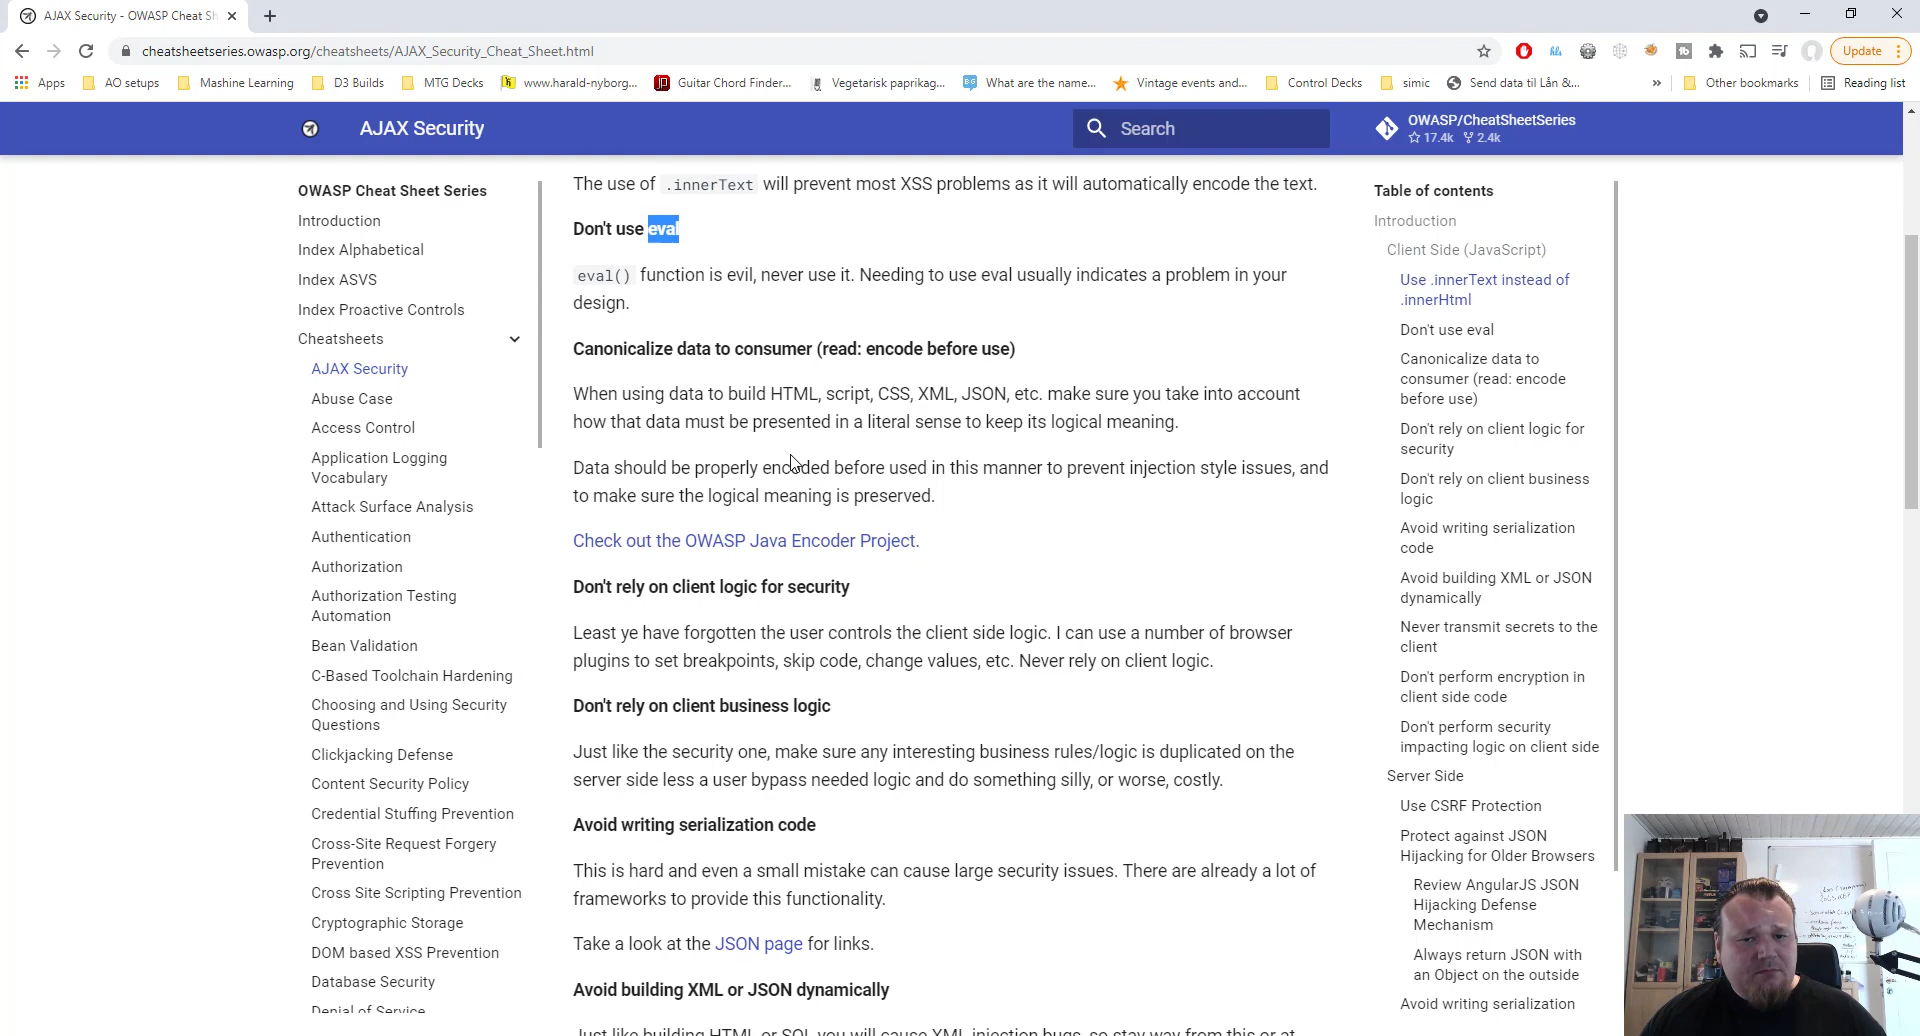 AJAX Security - OWASP Cheat Sh
cheatsheetseries.owasp.org/cheatsheets/AJAX_Security_Cheat_Sheet.html
Update
Apps
AO setups
Mashine Learning
D3 Builds
MTG Decks
www.harald-nyborg...
Guitar Chord Finder...
Vegetarisk paprikag...
What are the name...
Vintage events and...
Control Decks
simic
Send data til Lån &...
Other bookmarks
Reading list
AJAX Security
Search
OWASP/CheatSheetSeries
17.4k 2.4k
OWASP Cheat Sheet Series
Introduction
Index Alphabetical
Index ASVS
Index Proactive Controls
Cheatsheets
AJAX Security
Abuse Case
Access Control
Application Logging
Vocabulary
Attack Surface Analysis
Authentication
Authorization
Authorization Testing
Automation
Bean Validation
C-Based Toolchain Hardening
Choosing and Using Security
Questions
Clickjacking Defense
Content Security Policy
Credential Stuffing Prevention
Cross-Site Request Forgery
Prevention
Cross Site Scripting Prevention
Cryptographic Storage
DOM based XSS Prevention
Database Security
Denial of Service
The use of .innerText will prevent most XSS problems as it will automatically encode the text.
Don't use eval
eval() function is evil, never use it. Needing to use eval usually indicates a problem in your
design.
Canonicalize data to consumer (read: encode before use)
When using data to build HTML, script, CSS, XML, JSON, etc. make sure you take into account
how that data must be presented in a literal sense to keep its logical meaning.
Data should be properly encoded before used in this manner to prevent injection style issues, and
to make sure the logical meaning is preserved.
Check out the OWASP Java Encoder Project.
Don't rely on client logic for security
Least ye have forgotten the user controls the client side logic. I can use a number of browser
plugins to set breakpoints, skip code, change values, etc. Never rely on client logic.
Don't rely on client business logic
Just like the security one, make sure any interesting business rules/logic is duplicated on the
server side less a user bypass needed logic and do something silly, or worse, costly.
Avoid writing serialization code
This is hard and even a small mistake can cause large security issues. There are already a lot of
frameworks to provide this functionality.
Take a look at the JSON page for links.
Avoid building XML or JSON dynamically
Just like building HTML or SQL you will cause XML injection bugs, so stay way from this or at
Table of contents
Introduction
Client Side (JavaScript)
Use .innerText instead of
.innerHtml
Don't use eval
Canonicalize data to
consumer (read: encode
before use)
Don't rely on client logic for
security
Don't rely on client business
logic
Avoid writing serialization
code
Avoid building XML or JSON
dynamically
Never transmit secrets to the
client
Don't perform encryption in
client side code
Don't perform security
impacting logic on client side
Server Side
Use CSRF Protection
Protect against JSON
Hijacking for Older Browsers
Review AngularJS JSON
Hijacking Defense
Mechanism
Always return JSON with
an Object on the outside
Avoid writing serialization